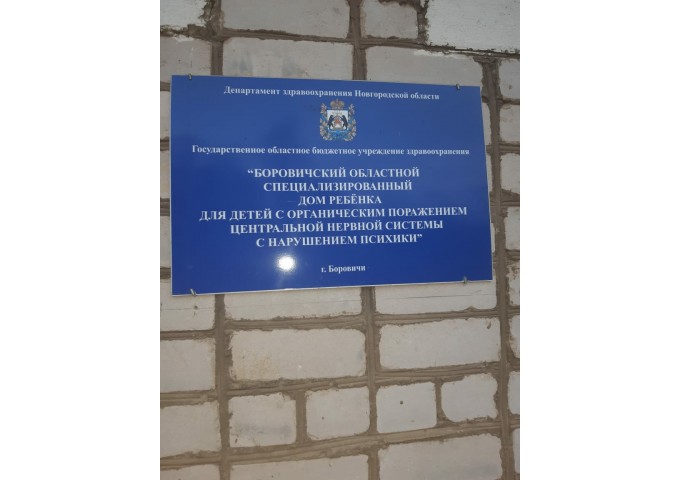 Департамент здравоохранения Новгородской области
Государственное областное бюджетное учреждение здравоохранения
“БОРОВИЧСКИЙ ОБЛАСТНОЙ
СПЕЦИАЛИЗИРОВАННЫЙ
ДОМ РЕБЁНКА
ДЛЯ ДЕТЕЙ С ОРГАНИЧЕСКИМ ПОРАЖЕНИЕМ
ЦЕНТРАЛЬНОЙ НЕРВНОЙ СИСТЕМЫ
С НАРУШЕНИЕМ ПСИХИКИ”
г. Боровичи